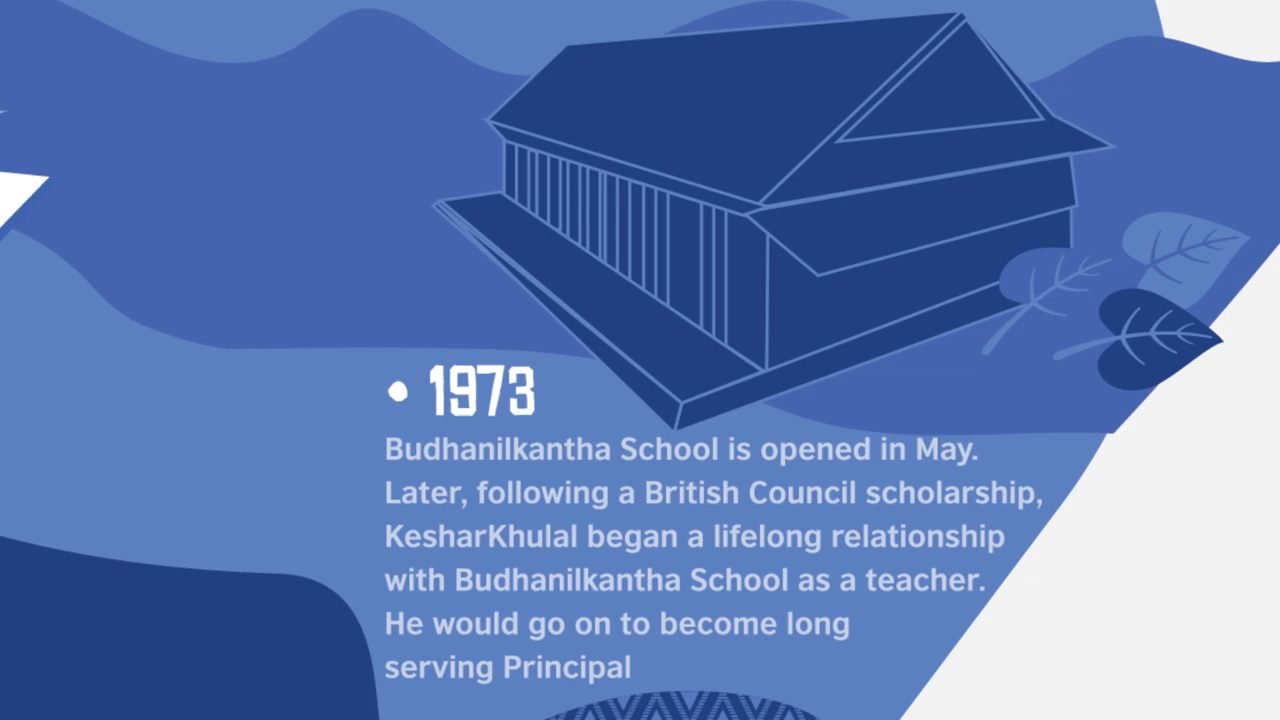 • 1973
Budhanilkantha School is opened in May.
Later, following a British Council scholarship,
KesharKhulal began a lifelong relationship
with Budhanilkantha School as a teacher.
He would go on to become long
serving Principal